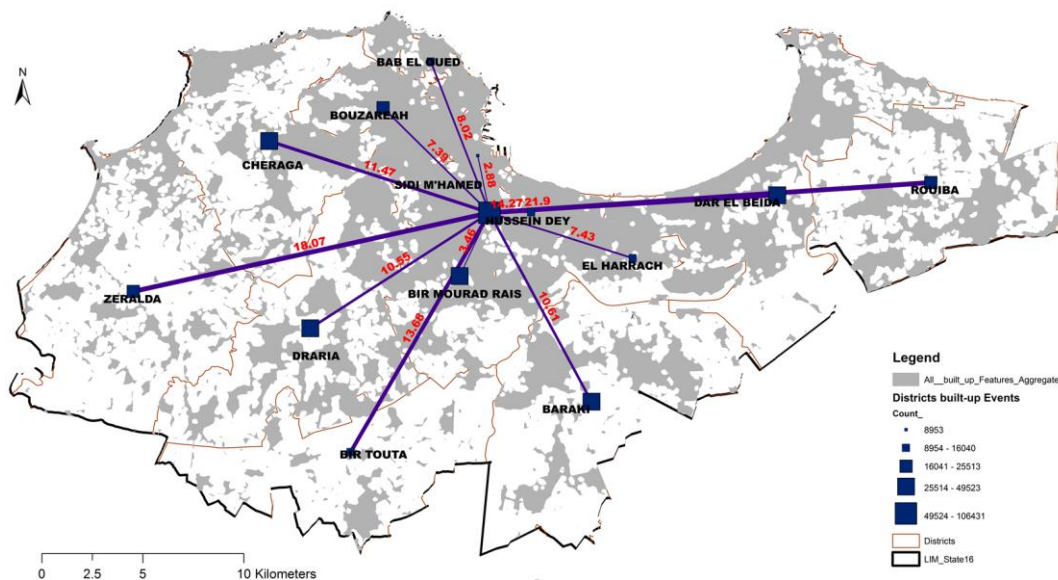 N
BAB EL OUED
BOUZAREAH
8.02
CHERAGA
7.39
11.47
2.88
SIDI M'HAMED
ROUIBA
DAR EL BEIDA
14.27 21.9
HUSSEIN DEY
7.43
18.07
3.46
10.55
EL HARRACH
ZERALDA
BIR MOURAD RAIS
10.61
13.68
DRARIA
BARAKI
BIR TOUTA
Legend
All__built_up_Features_Aggregate
Districts built-up Events
Count_
8953
8954 - 16040
16041 - 25513
25514 - 49523
49524 - 106431
Districts
LIM_State16
0 2.5 5 10 Kilometers